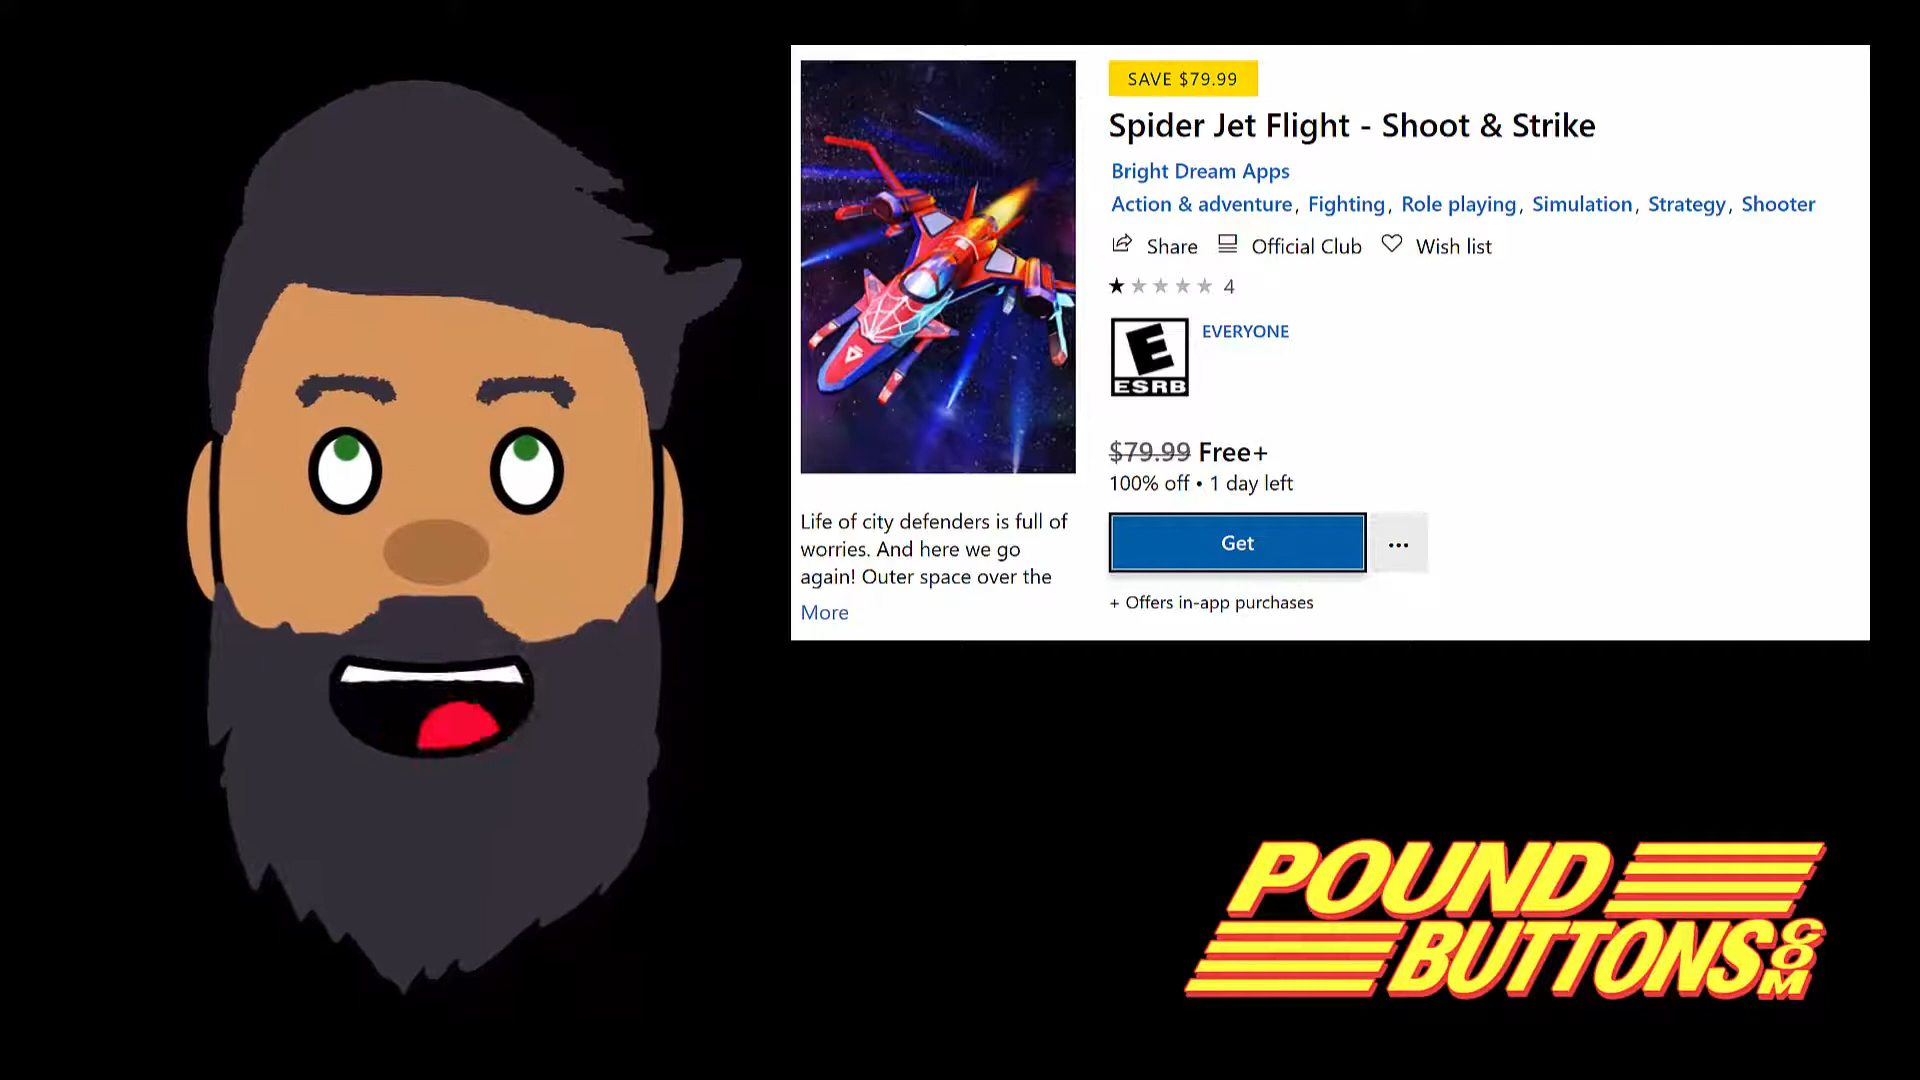 SAVE $79.99
Spider Jet Flight - Shoot & Strike
Bright Dream Apps
Action & adventure, Fighting, Role playing, Simulation, Strategy, Shooter
Share Official Club Wish list
4
E
ESRB
EVERYONE
$79.99 Free+
100% off • 1 day left
Get ...
+ Offers in-app purchases
Life of city defenders is full of
worries. And here we go
again! Outer space over the
More
POUND
BUTTONS COM